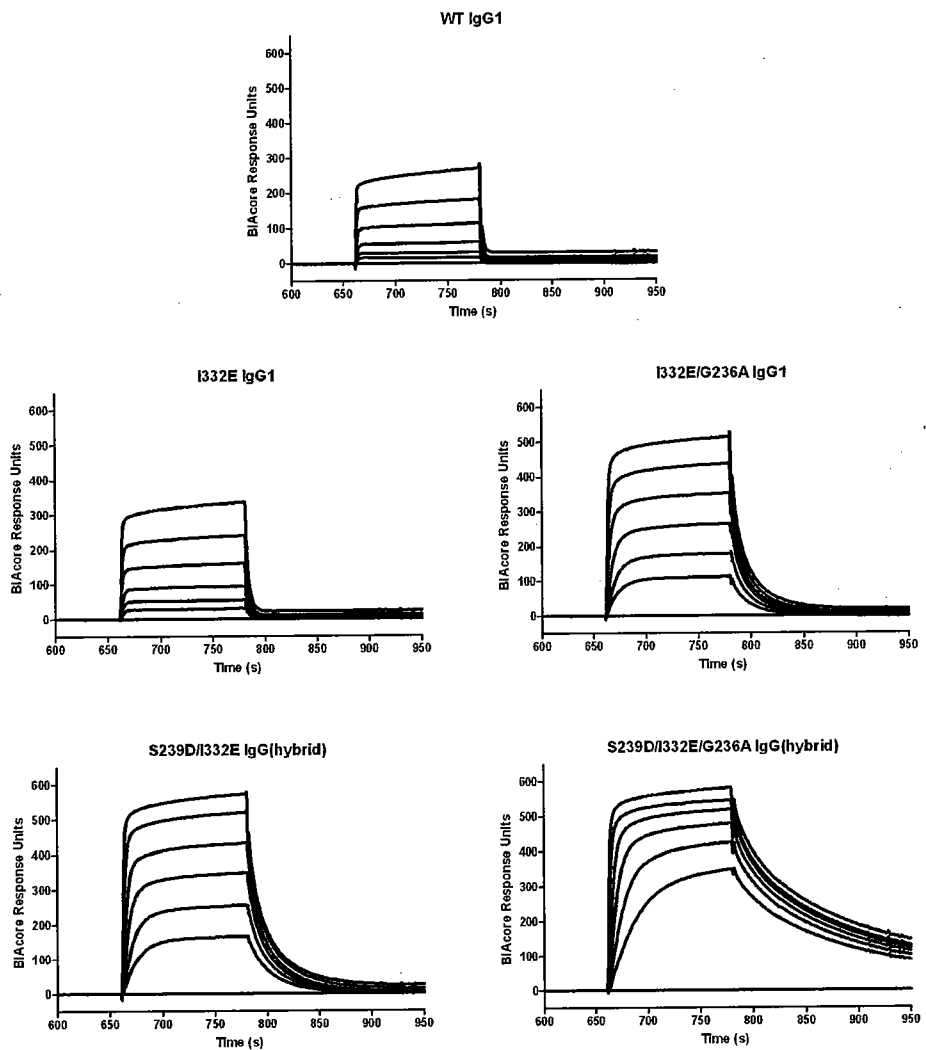 WT IgG1
BIAcore Response Units
600
500
400
300
200
100
0
600 650 700 750 800 850 900 950
Time (s)
I332E IgG1
BIAcore Response Units
600
500
400
300
200
100
0
600 650 700 750 800 850 900 950
Time (s)
I332E/G236A IgG1
BIAcore Response Units
600
500
400
300
200
100
0
600 650 700 750 800 850 900 950
Time (s)
S239D/I332E IgG(hybrid)
BIAcore Response Units
600
500
400
300
200
100
0
600 650 700 750 800 850 900 950
Time (s)
S239D/I332E/G236A IgG(hybrid)
BIAcore Response Units
600
500
400
300
200
100
0
600 650 700 750 800 850 900 950
Time (s)